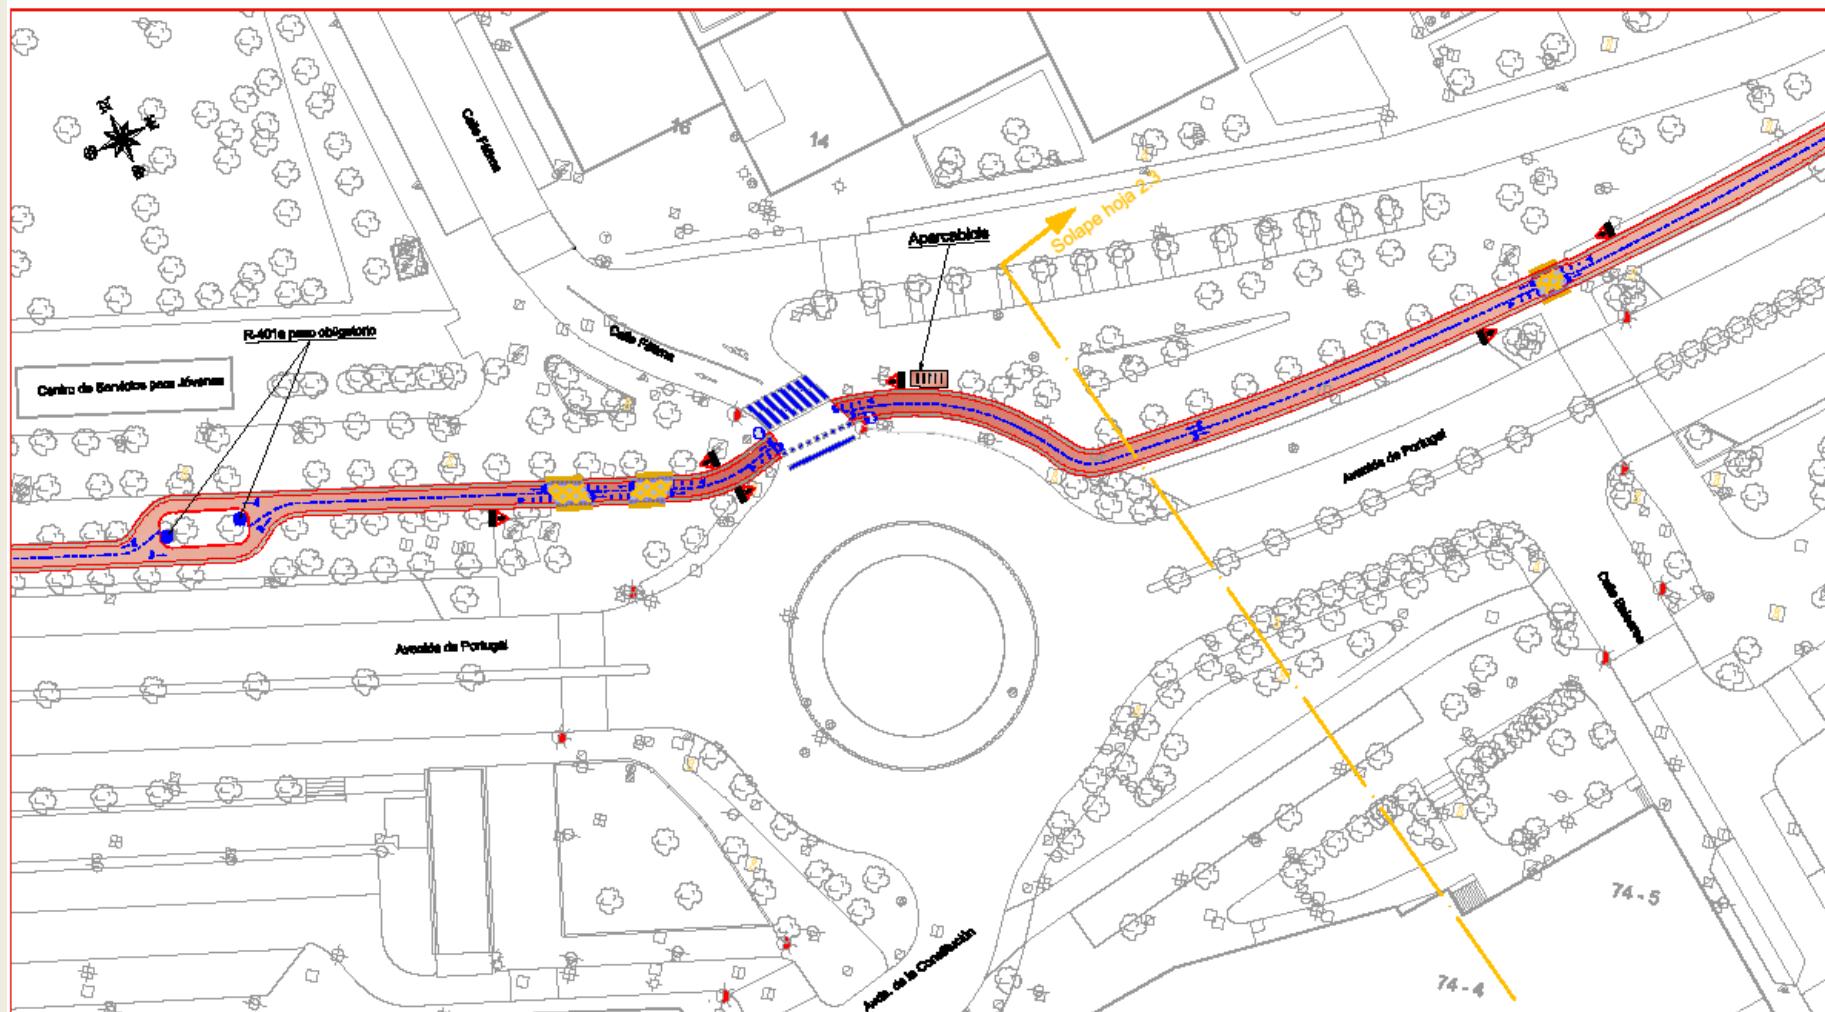 Calle Fátima
16
14
Solape hoja 2.3
Aparcabicis
R-401a paso obligatorio
Calle Fátima
Centro de Servicios para Jóvenes
Avenida de Portugal
Avenida de Portugal
Calle Baleares
74 - 5
Avda. de la Constitución
74 - 4